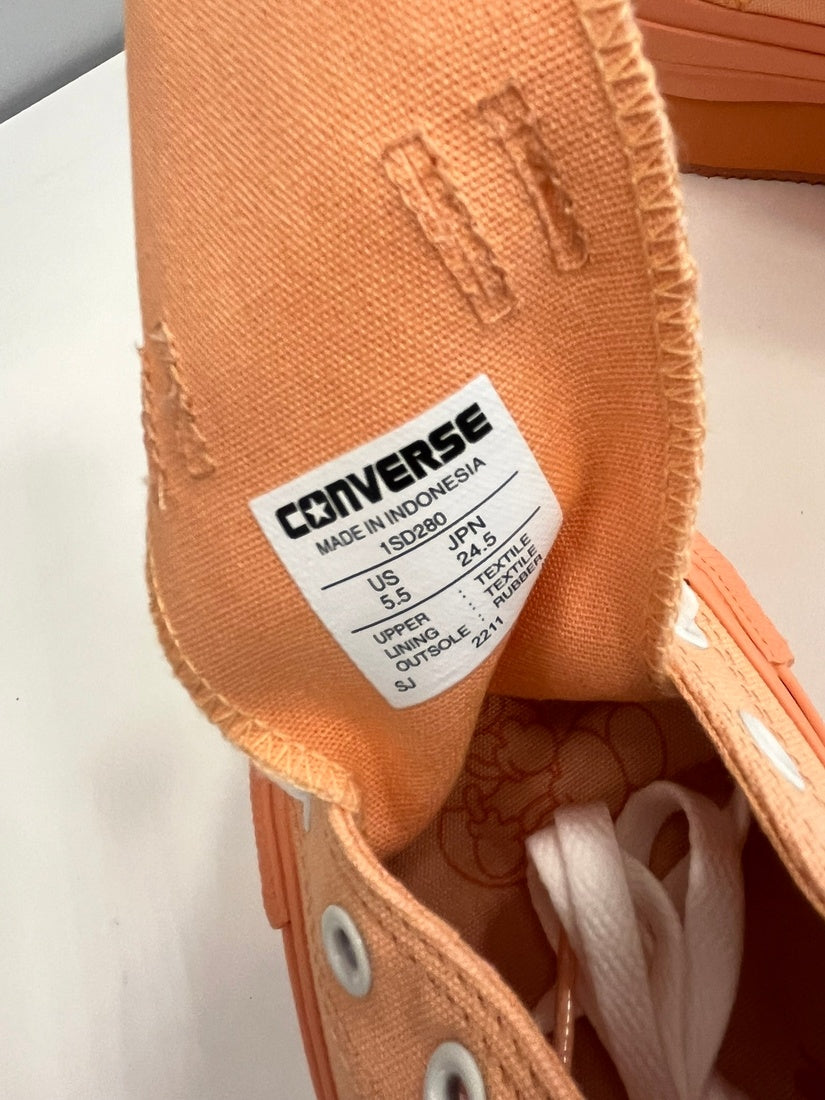 CONVERSE
MADE IN INDONESIA
1SD280
US JPN
5.5 24.5
UPPER : TEXTILE
LINING : TEXTILE
OUTSOLE : RUBBER
SJ 2211